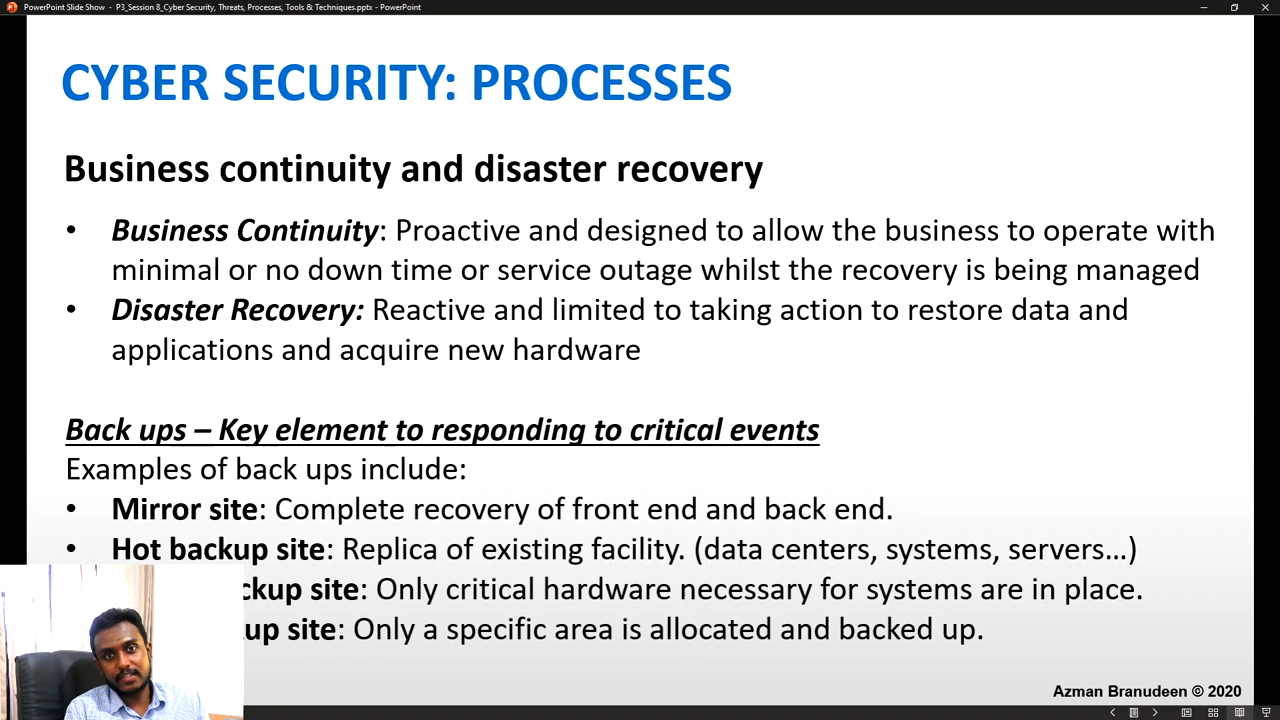 PowerPoint Slide Show - P3_Session 8_Cyber Security, Threats, Processes, Tools & Techniques.pptx - PowerPoint
CYBER SECURITY: PROCESSES
Business continuity and disaster recovery
• Business Continuity: Proactive and designed to allow the business to operate with
minimal or no down time or service outage whilst the recovery is being managed
• Disaster Recovery: Reactive and limited to taking action to restore data and
applications and acquire new hardware
Back ups – Key element to responding to critical events
Examples of back ups include:
• Mirror site: Complete recovery of front end and back end.
• Hot backup site: Replica of existing facility. (data centers, systems, servers…)
ckup site: Only critical hardware necessary for systems are in place.
up site: Only a specific area is allocated and backed up.
Azman Branudeen © 2020